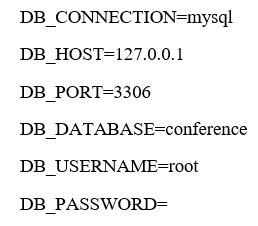 DB_CONNECTION=mysql
DB_HOST=127.0.0.1
DB_PORT=3306
DB_DATABASE=conference
DB_USERNAME=root
DB_PASSWORD=